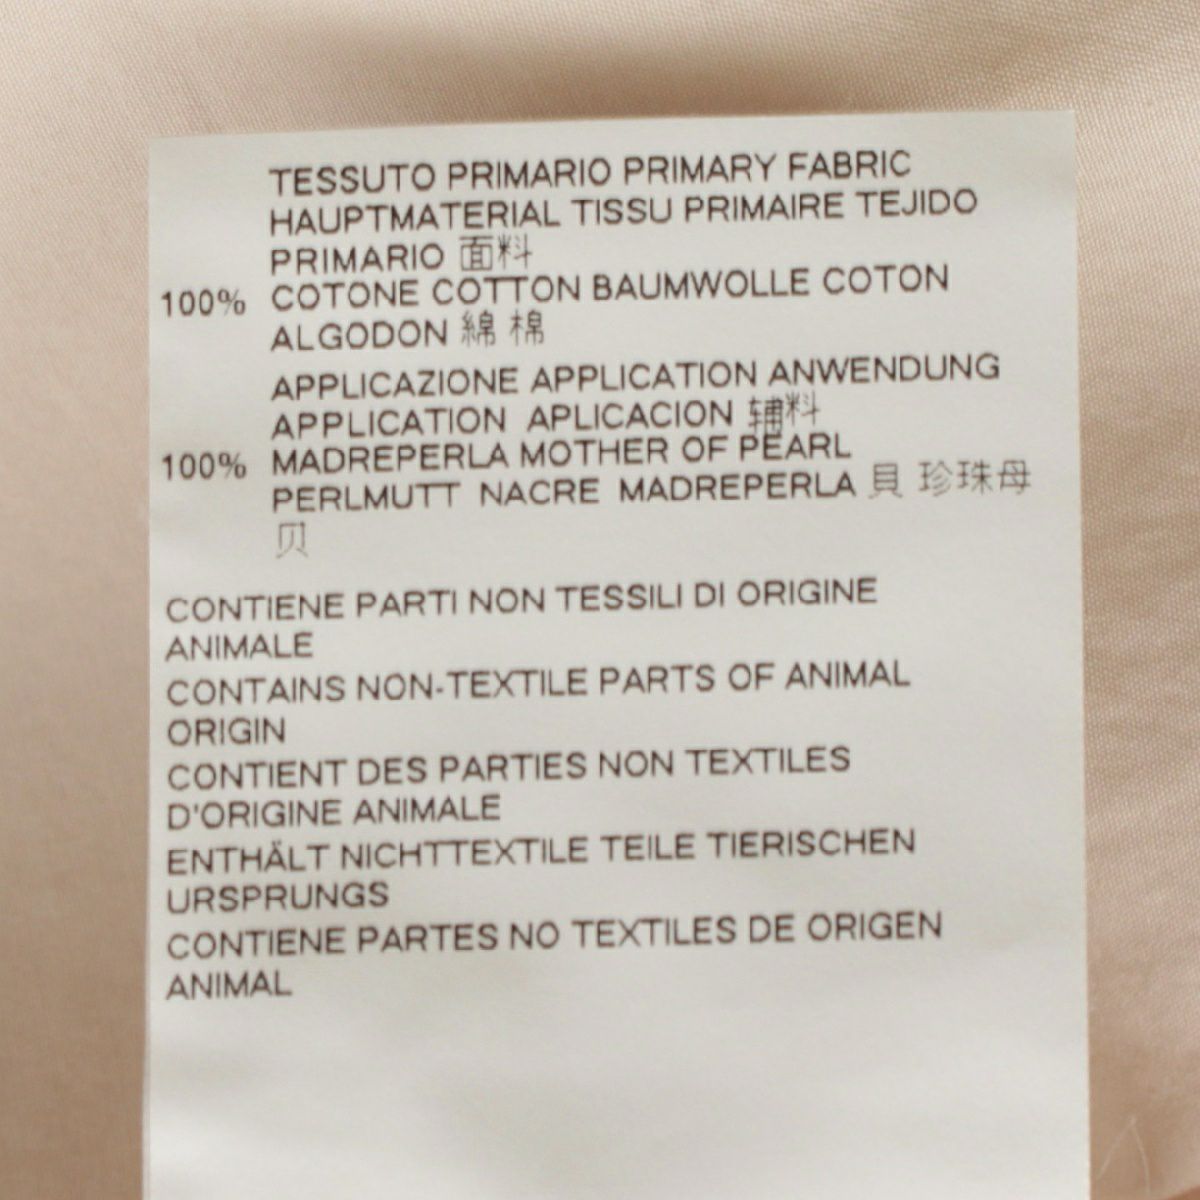 TESSUTO PRIMARIO PRIMARY FABRIC
HAUPTMATERIAL TISSU PRIMAIRE TEJIDO
PRIMARIO 面料
100% COTONE COTTON BAUMWOLLE COTON
ALGODON 綿 棉
APPLICAZIONE APPLICATION ANWENDUNG
APPLICATION APLICACION 辅料
100% MADREPERLA MOTHER OF PEARL
PERLMUTT NACRE MADREPERLA 貝 珍珠母
贝
CONTIENE PARTI NON TESSILI DI ORIGINE
ANIMALE
CONTAINS NON-TEXTILE PARTS OF ANIMAL
ORIGIN
CONTIENT DES PARTIES NON TEXTILES
D'ORIGINE ANIMALE
ENTHÄLT NICHTTEXTILE TEILE TIERISCHEN
URSPRUNGS
CONTIENE PARTES NO TEXTILES DE ORIGEN
ANIMAL